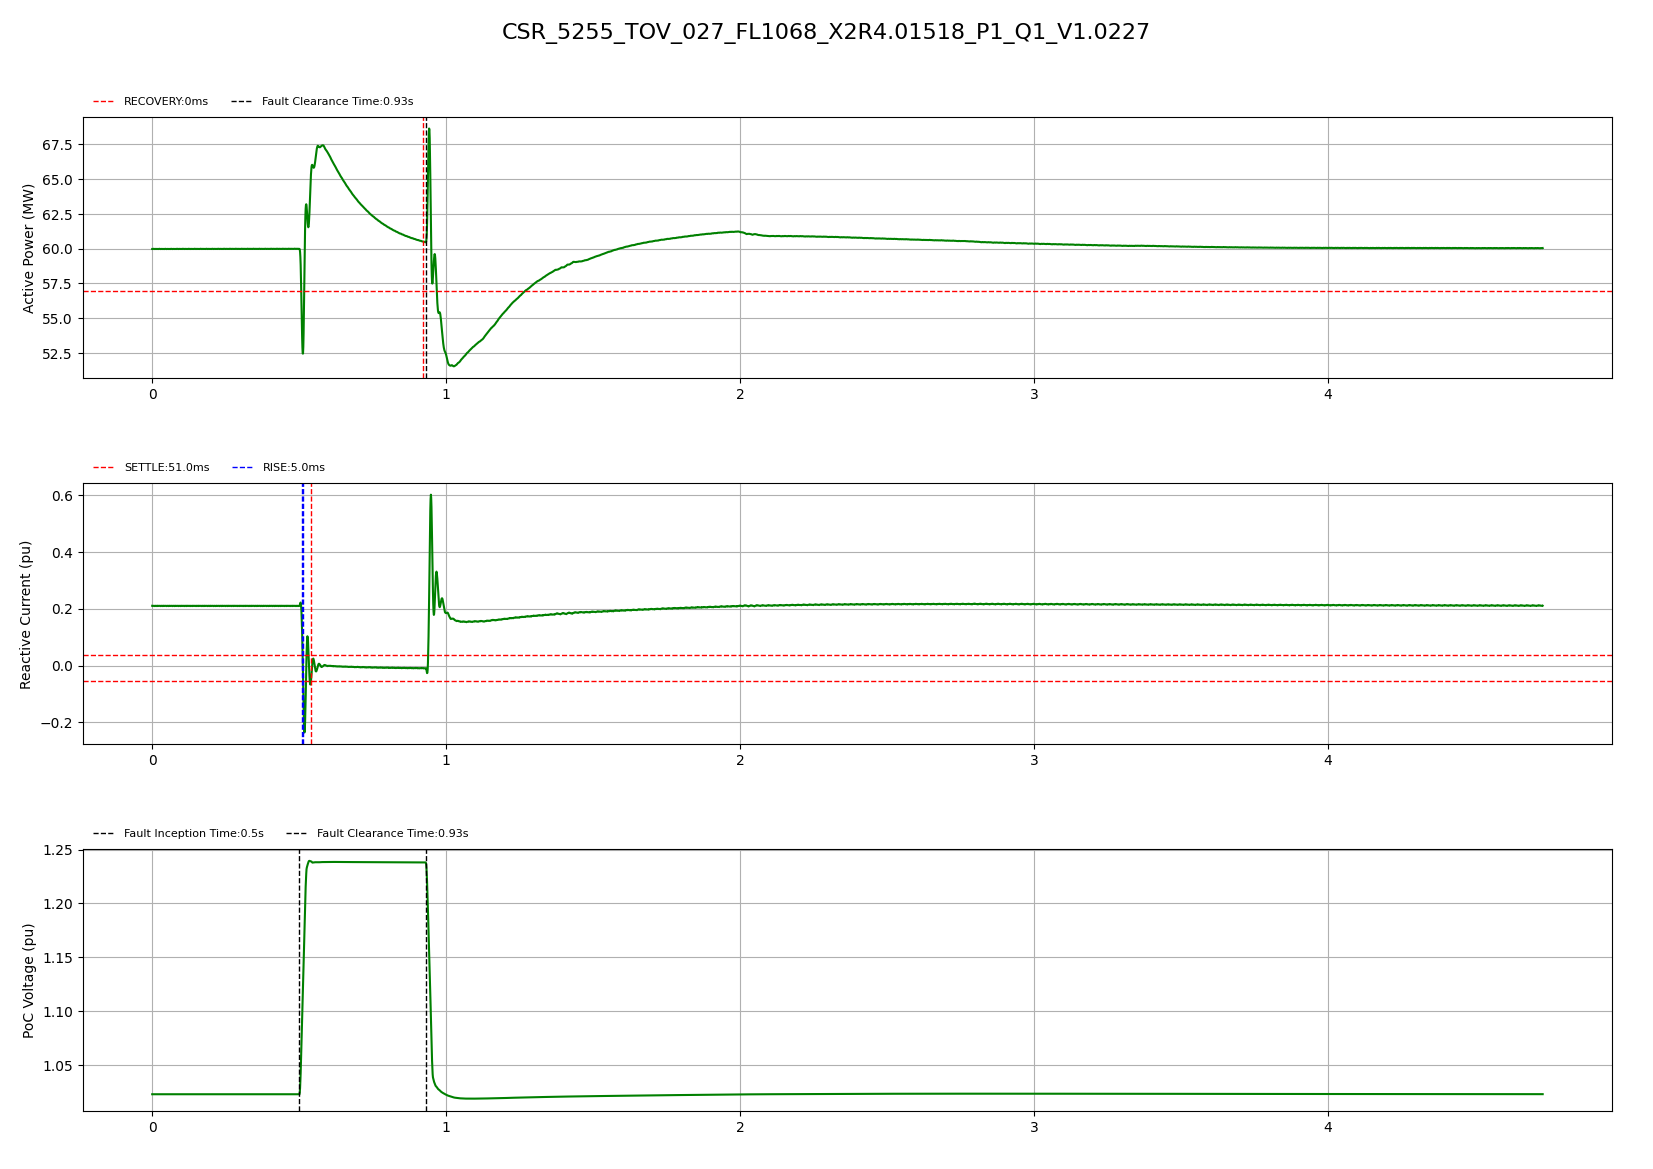 CSR_5255_TOV_027_FL1068_X2R4.01518_P1_Q1_V1.0227
RECOVERY:0ms Fault Clearance Time:0.93s
Active Power (MW)
67.5
65.0
62.5
60.0
57.5
55.0
52.5
0 1 2 3 4
SETTLE:51.0ms RISE:5.0ms
Reactive Current (pu)
0.6
0.4
0.2
0.0
−0.2
0 1 2 3 4
Fault Inception Time:0.5s Fault Clearance Time:0.93s
PoC Voltage (pu)
1.25
1.20
1.15
1.10
1.05
0 1 2 3 4